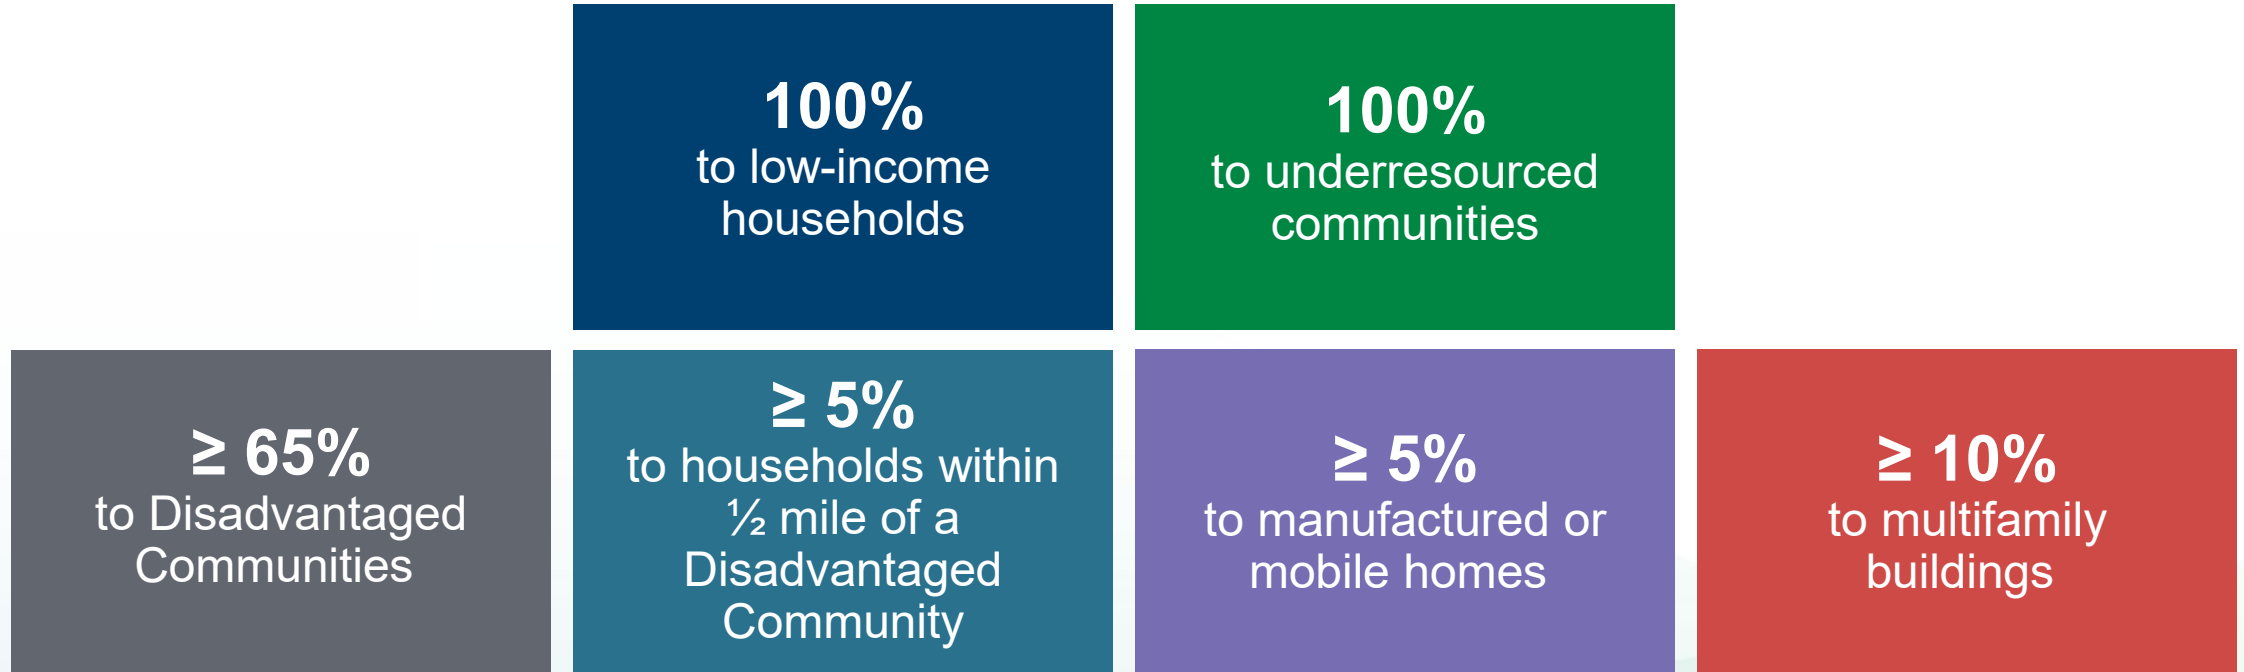 100%
to low-income
households
100%
to underresourced
communities
≥ 65%
to Disadvantaged
Communities
≥ 5%
to households within
½ mile of a
Disadvantaged
Community
≥ 5%
to manufactured or
mobile homes
≥ 10%
to multifamily
buildings